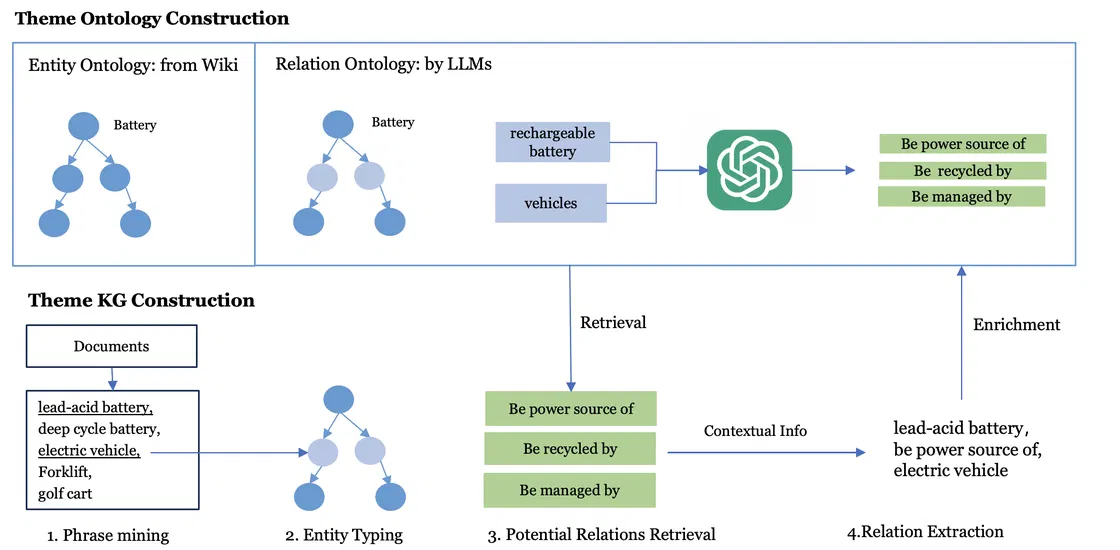 Theme Ontology Construction
Entity Ontology: from Wiki
Battery
Relation Ontology: by LLMs
Battery
rechargeable
battery
vehicles
Be power source of
Be recycled by
Be managed by
Theme KG Construction
Documents
lead-acid battery,
deep cycle battery,
electric vehicle,
Forklift,
golf cart
1. Phrase mining
2. Entity Typing
Retrieval
Be power source of
Be recycled by
Be managed by
3. Potential Relations Retrieval
Contextual Info
Enrichment
lead-acid battery,
be power source of,
electric vehicle
4.Relation Extraction